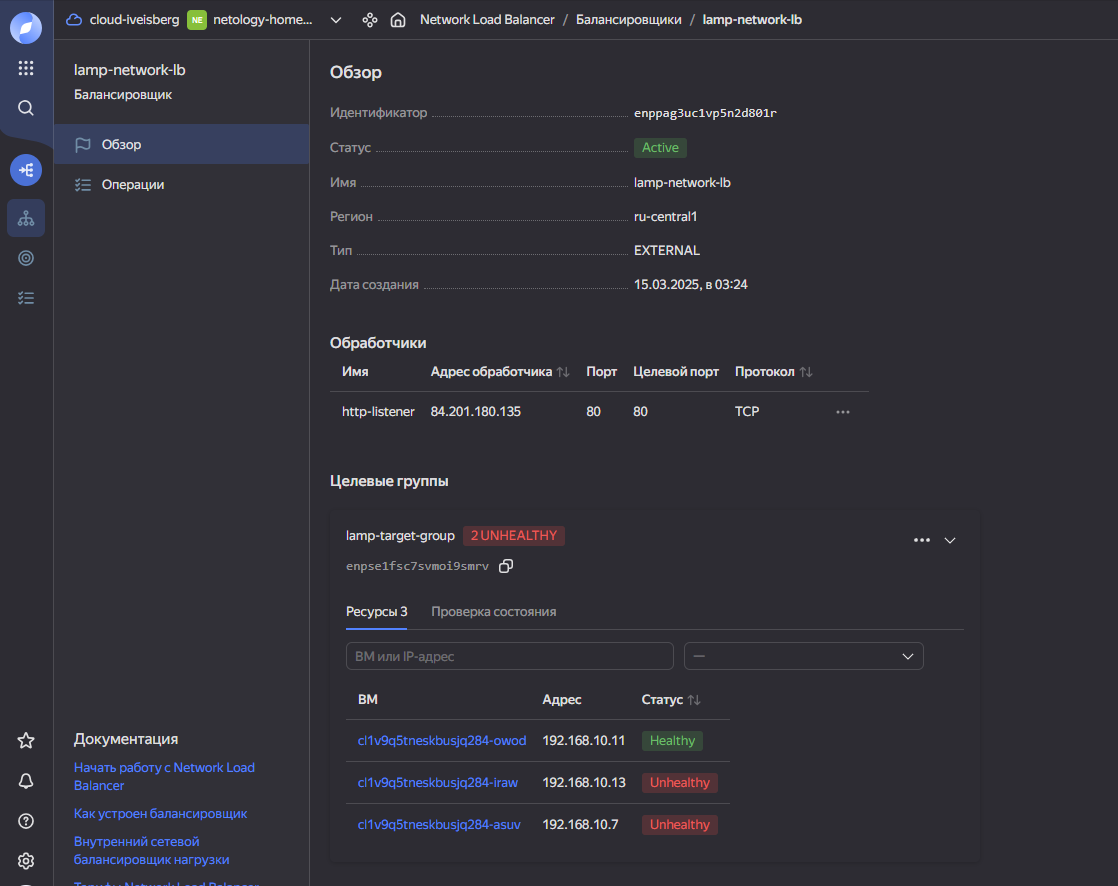 cloud-iveisberg NE netology-home... Network Load Balancer / Балансировщики / lamp-network-lb
lamp-network-lb
Балансировщик
Обзор
Операции
Документация
Начать работу с Network Load
Balancer
Как устроен балансировщик
Внутренний сетевой
балансировщик нагрузки
Тарифы Network Load Balancer
Обзор
Идентификатор enppag3uc1vp5n2d801r
Статус Active
Имя lamp-network-lb
Регион ru-central1
Тип EXTERNAL
Дата создания 15.03.2025, в 03:24
Обработчики
Имя Адрес обработчика Порт Целевой порт Протокол
http-listener 84.201.180.135 80 80 TCP
Целевые группы
lamp-target-group 2 UNHEALTHY
enpse1fsc7svmoi9smrv
Ресурсы 3 Проверка состояния
ВМ или IP-адрес —
ВМ Адрес Статус
cl1v9q5tneskbusjq284-owod 192.168.10.11 Healthy
cl1v9q5tneskbusjq284-iraw 192.168.10.13 Unhealthy
cl1v9q5tneskbusjq284-asuv 192.168.10.7 Unhealthy